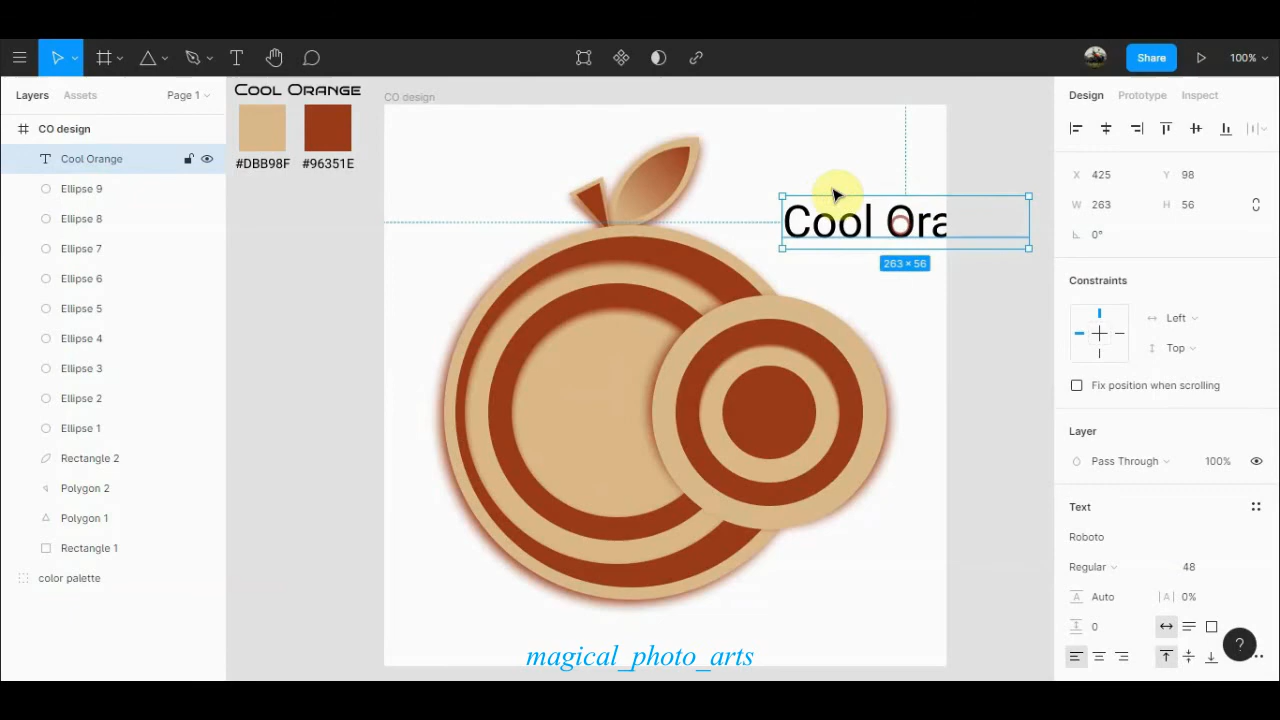 Share
100%
Layers
Assets
Page 1
CO design
Cool Orange
Ellipse 9
Ellipse 8
Ellipse 7
Ellipse 6
Ellipse 5
Ellipse 4
Ellipse 3
Ellipse 2
Ellipse 1
Rectangle 2
Polygon 2
Polygon 1
Rectangle 1
color palette
Cool Orange
#DBB98F
#96351E
CO design
Cool Ora
263 × 56
magical_photo_arts
Design
Prototype
Inspect
X 425
Y 98
W 263
H 56
0°
Constraints
Left
Top
Fix position when scrolling
Layer
Pass Through
100%
Text
Roboto
Regular
48
Auto
0%
0
?